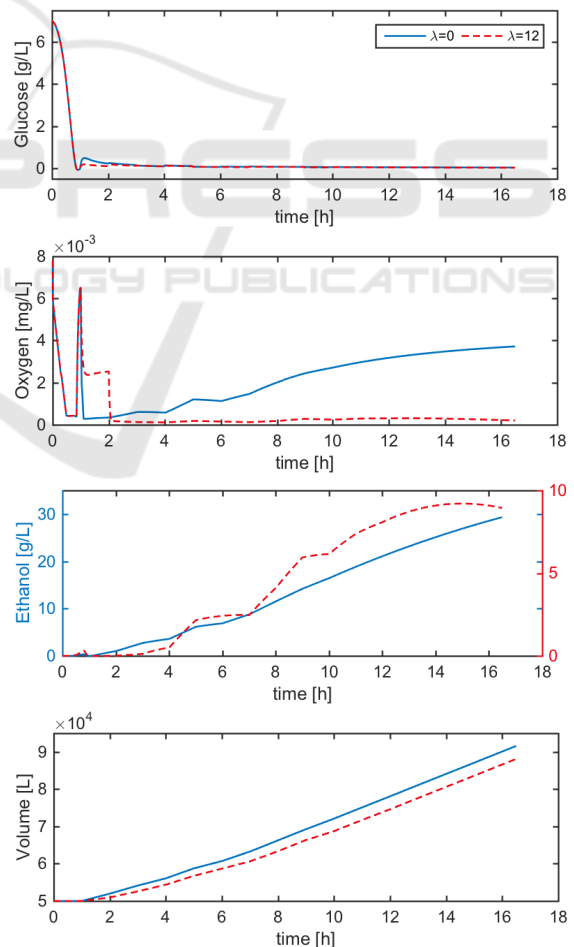 λ=0 λ=12
6
4
2
0
Glucose [g/L]
0 2 4 6 8 10 12 14 16 18
time [h]
PRESS
×10⁻³
8
6
4
2
0
Oxygen [mg/L]
OLOGY PUBLICATIONS
0 2 4 6 8 10 12 14 16 18
time [h]
30
20
10
0
Ethanol [g/L]
10
5
0
0 2 4 6 8 10 12 14 16 18
time [h]
×10⁴
9
8
7
6
5
Volume [L]
0 2 4 6 8 10 12 14 16 18
time [h]